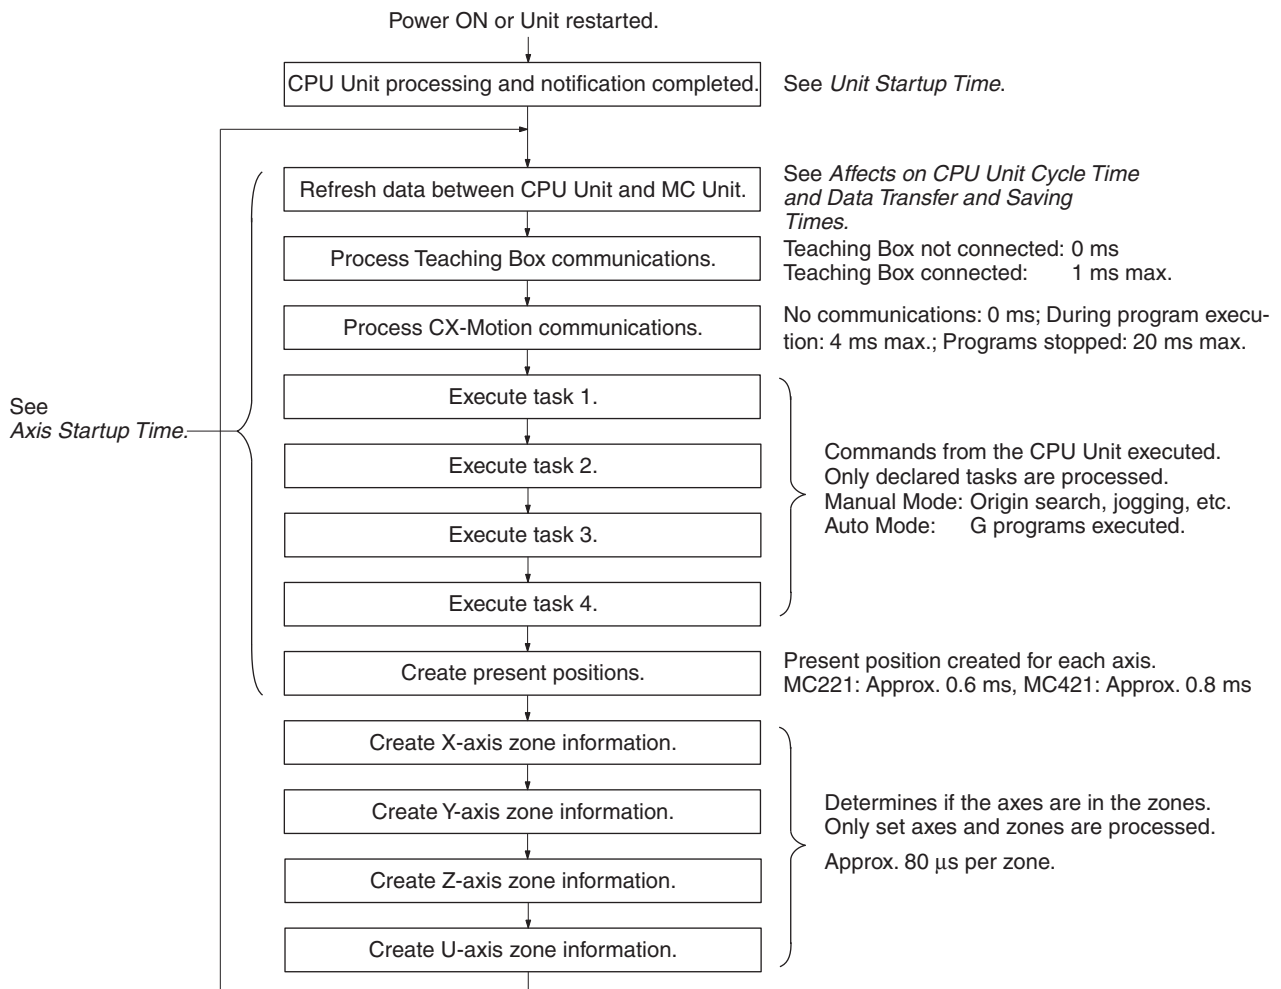 Power ON or Unit restarted.
CPU Unit processing and notification completed.
See Unit Startup Time.
Refresh data between CPU Unit and MC Unit.
See Affects on CPU Unit Cycle Time
and Data Transfer and Saving
Times.
Process Teaching Box communications.
Teaching Box not connected: 0 ms
Teaching Box connected: 1 ms max.
Process CX-Motion communications.
No communications: 0 ms; During program execu-
tion: 4 ms max.; Programs stopped: 20 ms max.
See
Axis Startup Time.
Execute task 1.
Execute task 2.
Execute task 3.
Execute task 4.
Commands from the CPU Unit executed.
Only declared tasks are processed.
Manual Mode: Origin search, jogging, etc.
Auto Mode: G programs executed.
Create present positions.
Present position created for each axis.
MC221: Approx. 0.6 ms, MC421: Approx. 0.8 ms
Create X-axis zone information.
Create Y-axis zone information.
Create Z-axis zone information.
Create U-axis zone information.
Determines if the axes are in the zones.
Only set axes and zones are processed.
Approx. 80 μs per zone.